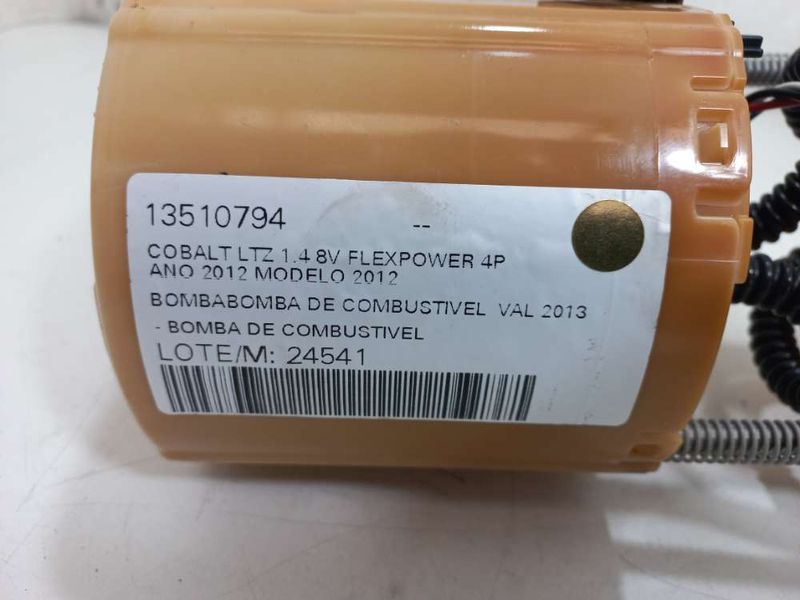 13510794 --
COBALT LTZ 1.4 8V FLEXPOWER 4P
ANO 2012 MODELO 2012
BOMBABOMBA DE COMBUSTIVEL VAL 2013
- BOMBA DE COMBUSTIVEL
LOTE/M: 24541